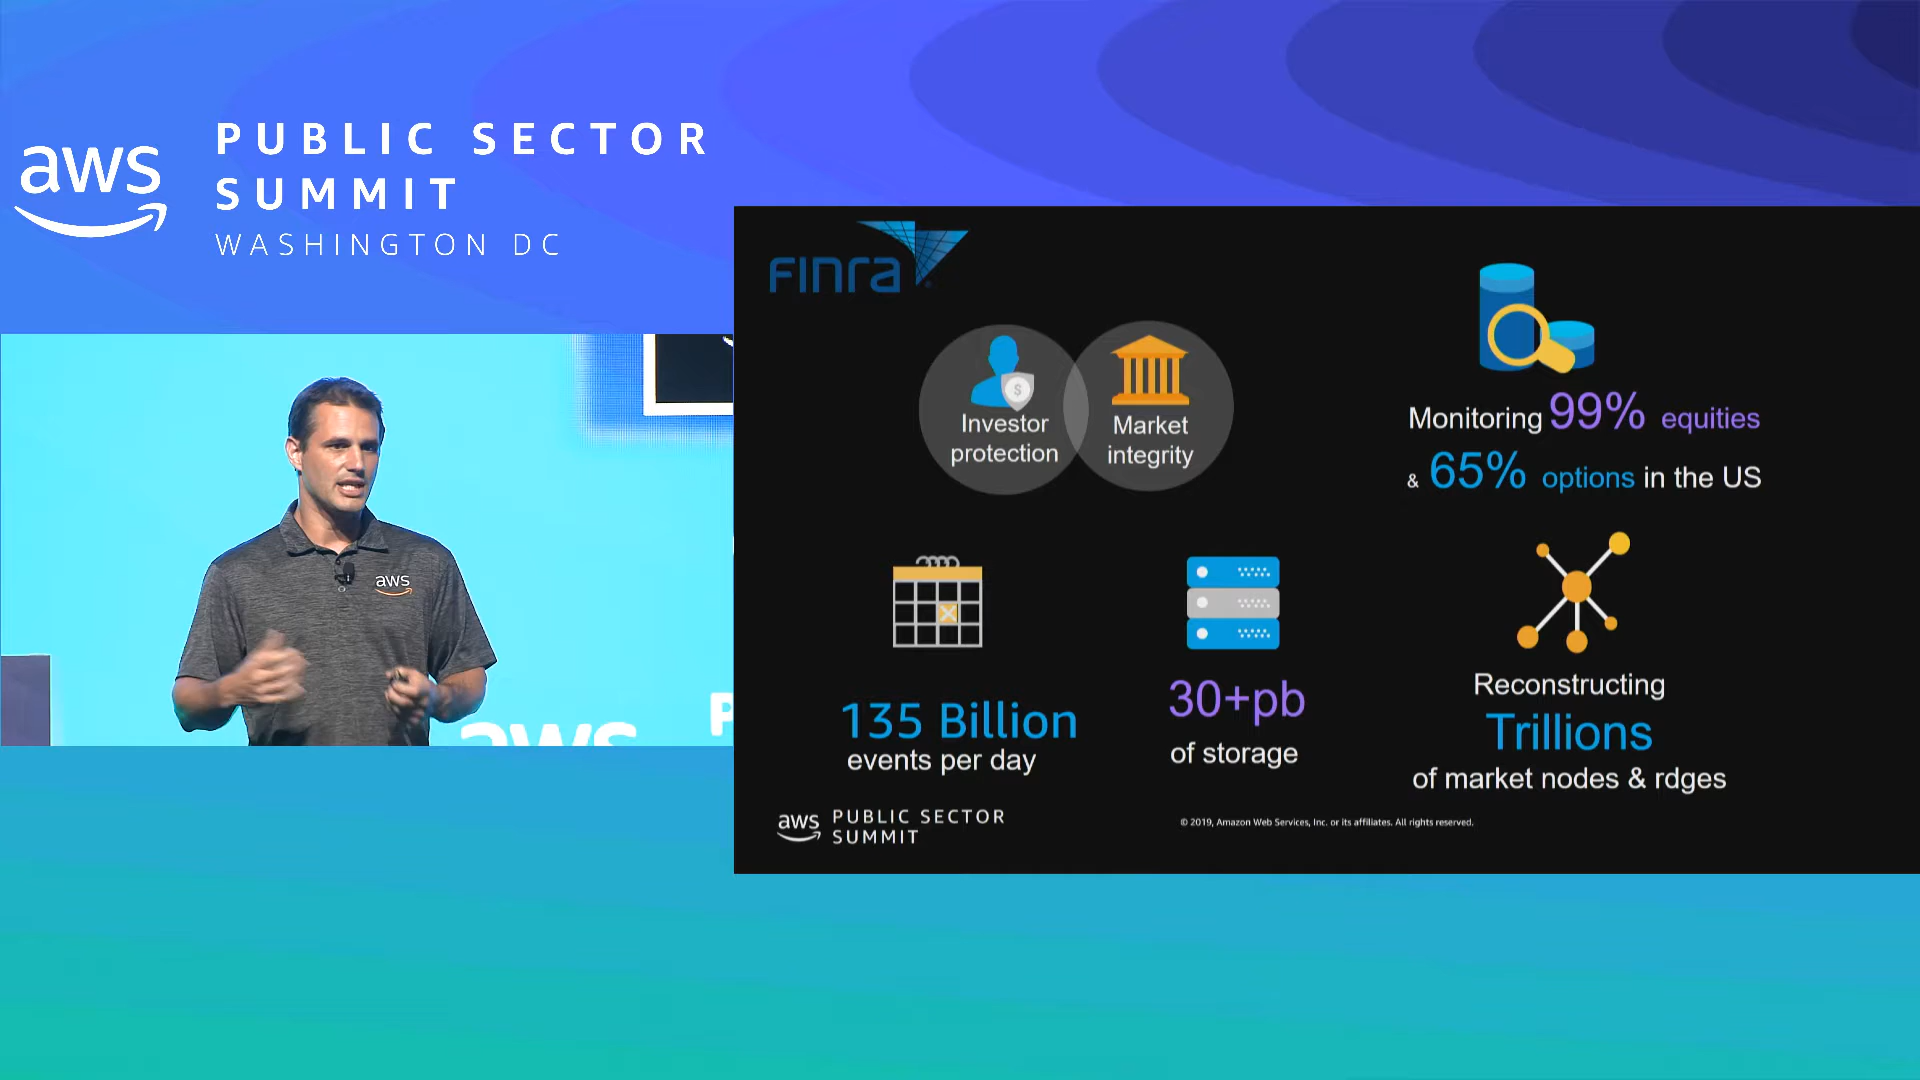 aws
PUBLIC SECTOR
SUMMIT
WASHINGTON DC
aws
aws
P
FINra
Investor
protection
Market
integrity
$
Monitoring 99% equities
& 65% options in the US
135 Billion
events per day
30+pb
of storage
Reconstructing
Trillions
of market nodes & rdges
aws PUBLIC SECTOR
SUMMIT
© 2019, Amazon Web Services, Inc. or its affiliates. All rights reserved.